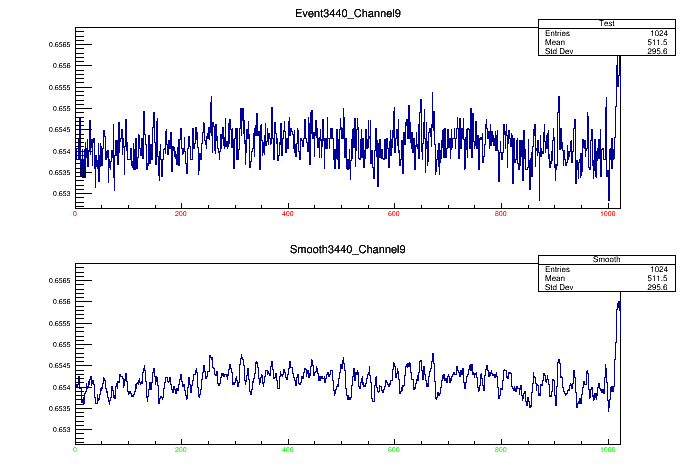 Event3440_Channel9
Test
Entries 1024
Mean 511.5
Std Dev 295.6
0.6565
0.656
0.6555
0.655
0.6545
0.654
0.6535
0.653
0 200 400 600 800 1000
Smooth3440_Channel9
Smooth
Entries 1024
Mean 511.5
Std Dev 295.6
0.6565
0.656
0.6555
0.655
0.6545
0.654
0.6535
0.653
0 200 400 600 800 1000